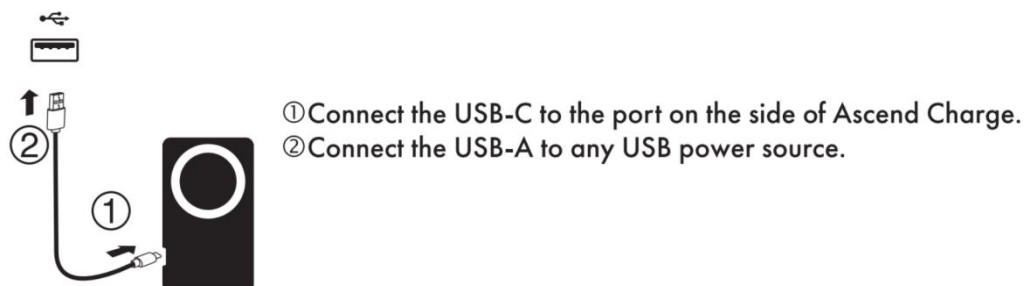 ②
①
①Connect the USB-C to the port on the side of Ascend Charge.
②Connect the USB-A to any USB power source.